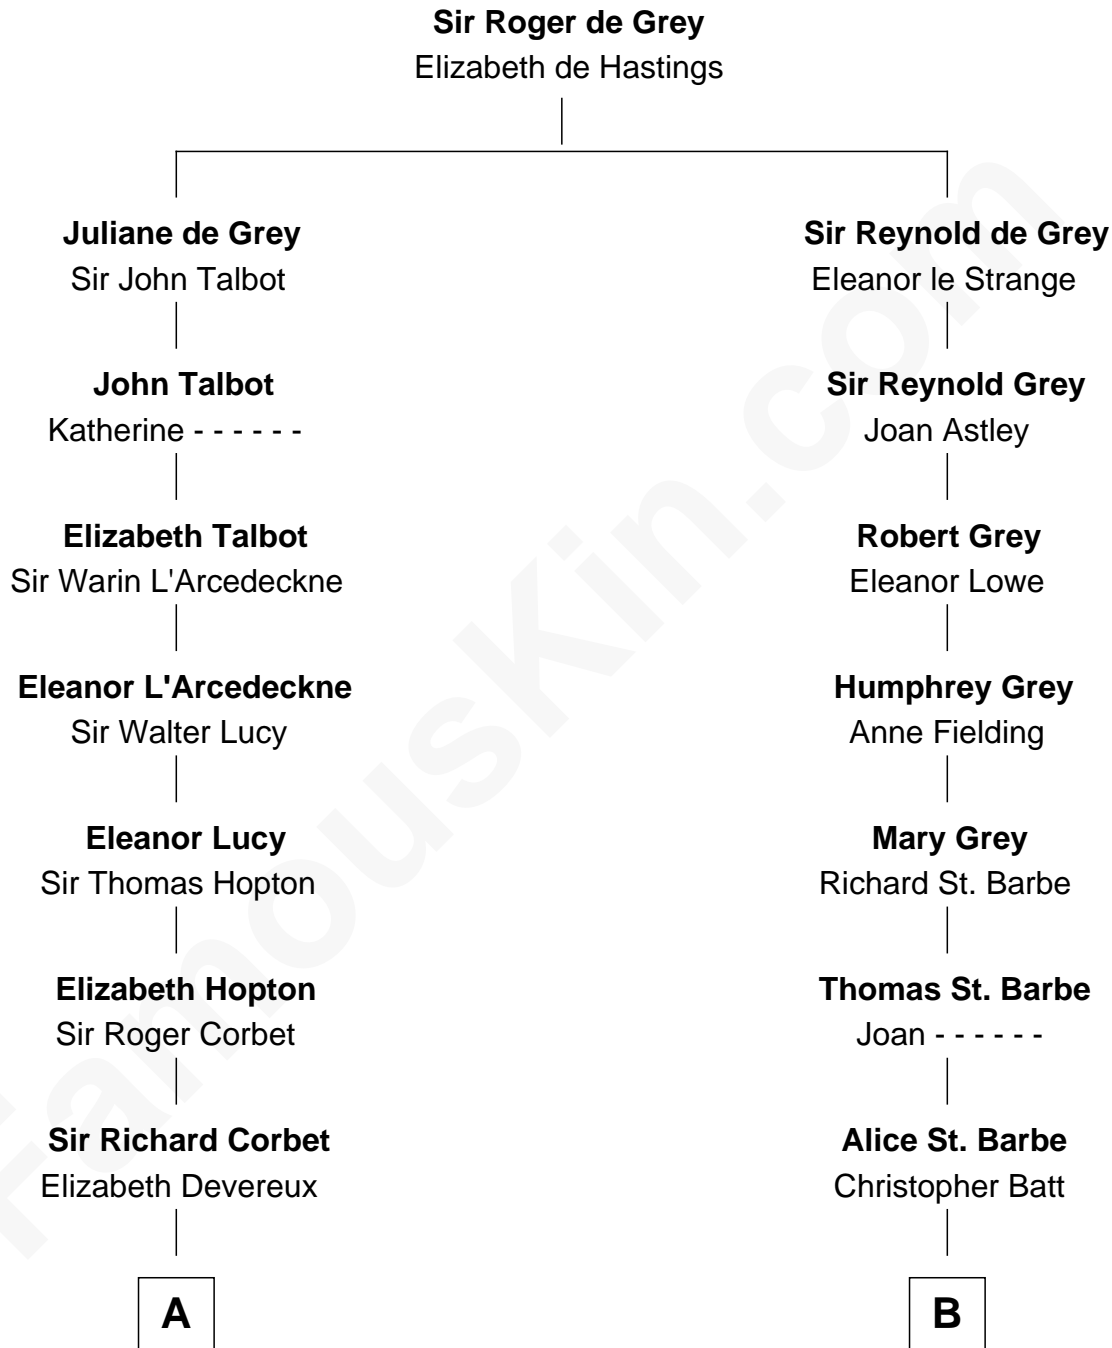 Sir Roger de Grey
Elizabeth de Hastings
Juliane de Grey
Sir John Talbot
John Talbot
Katherine - - - - - -
Elizabeth Talbot
Sir Warin L'Arcedeckne
Eleanor L'Arcedeckne
Sir Walter Lucy
Eleanor Lucy
Sir Thomas Hopton
Elizabeth Hopton
Sir Roger Corbet
Sir Richard Corbet
Elizabeth Devereux
A
Sir Reynold de Grey
Eleanor le Strange
Sir Reynold Grey
Joan Astley
Robert Grey
Eleanor Lowe
Humphrey Grey
Anne Fielding
Mary Grey
Richard St. Barbe
Thomas St. Barbe
Joan - - - - - -
Alice St. Barbe
Christopher Batt
B
FamousKin.com